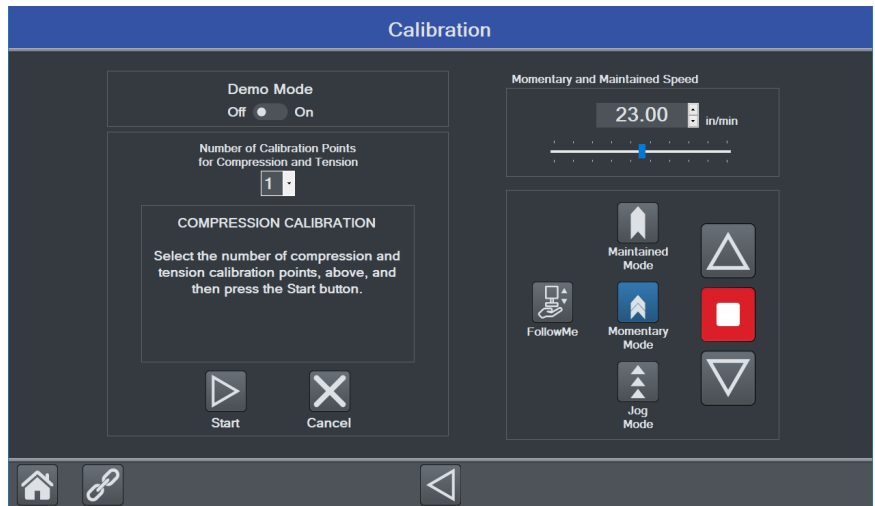 Calibration
Demo Mode
Off On
Number of Calibration Points
for Compression and Tension
1
COMPRESSION CALIBRATION
Select the number of compression and
tension calibration points, above, and
then press the Start button.
Start
Cancel
Momentary and Maintained Speed
23.00 in/min
Maintained
Mode
FollowMe
Momentary
Mode
Jog
Mode